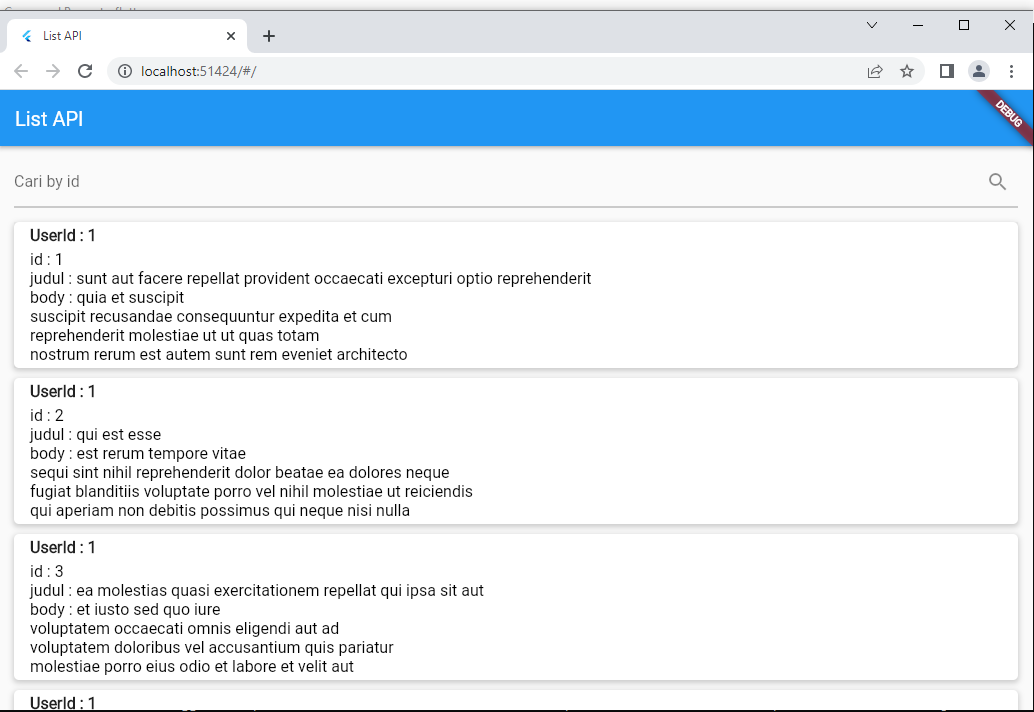 List API
localhost:51424/#/
List API
DEBUG
Cari by id
UserId : 1
id : 1
judul : sunt aut facere repellat provident occaecati excepturi optio reprehenderit
body : quia et suscipit
suscipit recusandae consequuntur expedita et cum
reprehenderit molestiae ut ut quas totam
nostrum rerum est autem sunt rem eveniet architecto
UserId : 1
id : 2
judul : qui est esse
body : est rerum tempore vitae
sequi sint nihil reprehenderit dolor beatae ea dolores neque
fugiat blanditiis voluptate porro vel nihil molestiae ut reiciendis
qui aperiam non debitis possimus qui neque nisi nulla
UserId : 1
id : 3
judul : ea molestias quasi exercitationem repellat qui ipsa sit aut
body : et iusto sed quo iure
voluptatem occaecati omnis eligendi aut ad
voluptatem doloribus vel accusantium quis pariatur
molestiae porro eius odio et labore et velit aut
UserId : 1